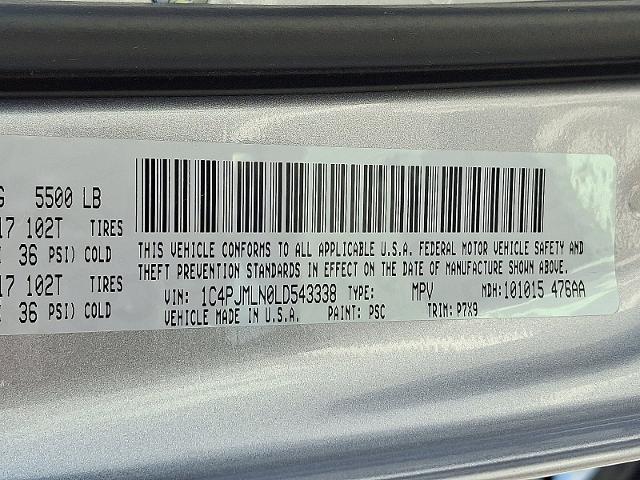 G 5500 LB
17 102T TIRES
36 PSI) COLD
17 102T TIRES
36 PSI) COLD
THIS VEHICLE CONFORMS TO ALL APPLICABLE U.S.A. FEDERAL MOTOR VEHICLE SAFETY AND
THEFT PREVENTION STANDARDS IN EFFECT ON THE DATE OF MANUFACTURE SHOWN ABOVE.
VIN: 1C4PJMLN0LD543338 TYPE: MPV MDH:101015 476AA
VEHICLE MADE IN U.S.A. PAINT: PSC TRIM: P7X9